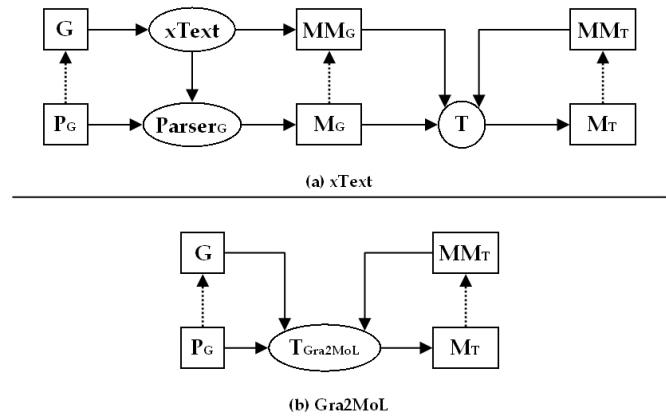 G xText MMG MMT
PG ParserG MG T MT
(a) xText
G MMT
PG TGra2MoL MT
(b) Gra2MoL